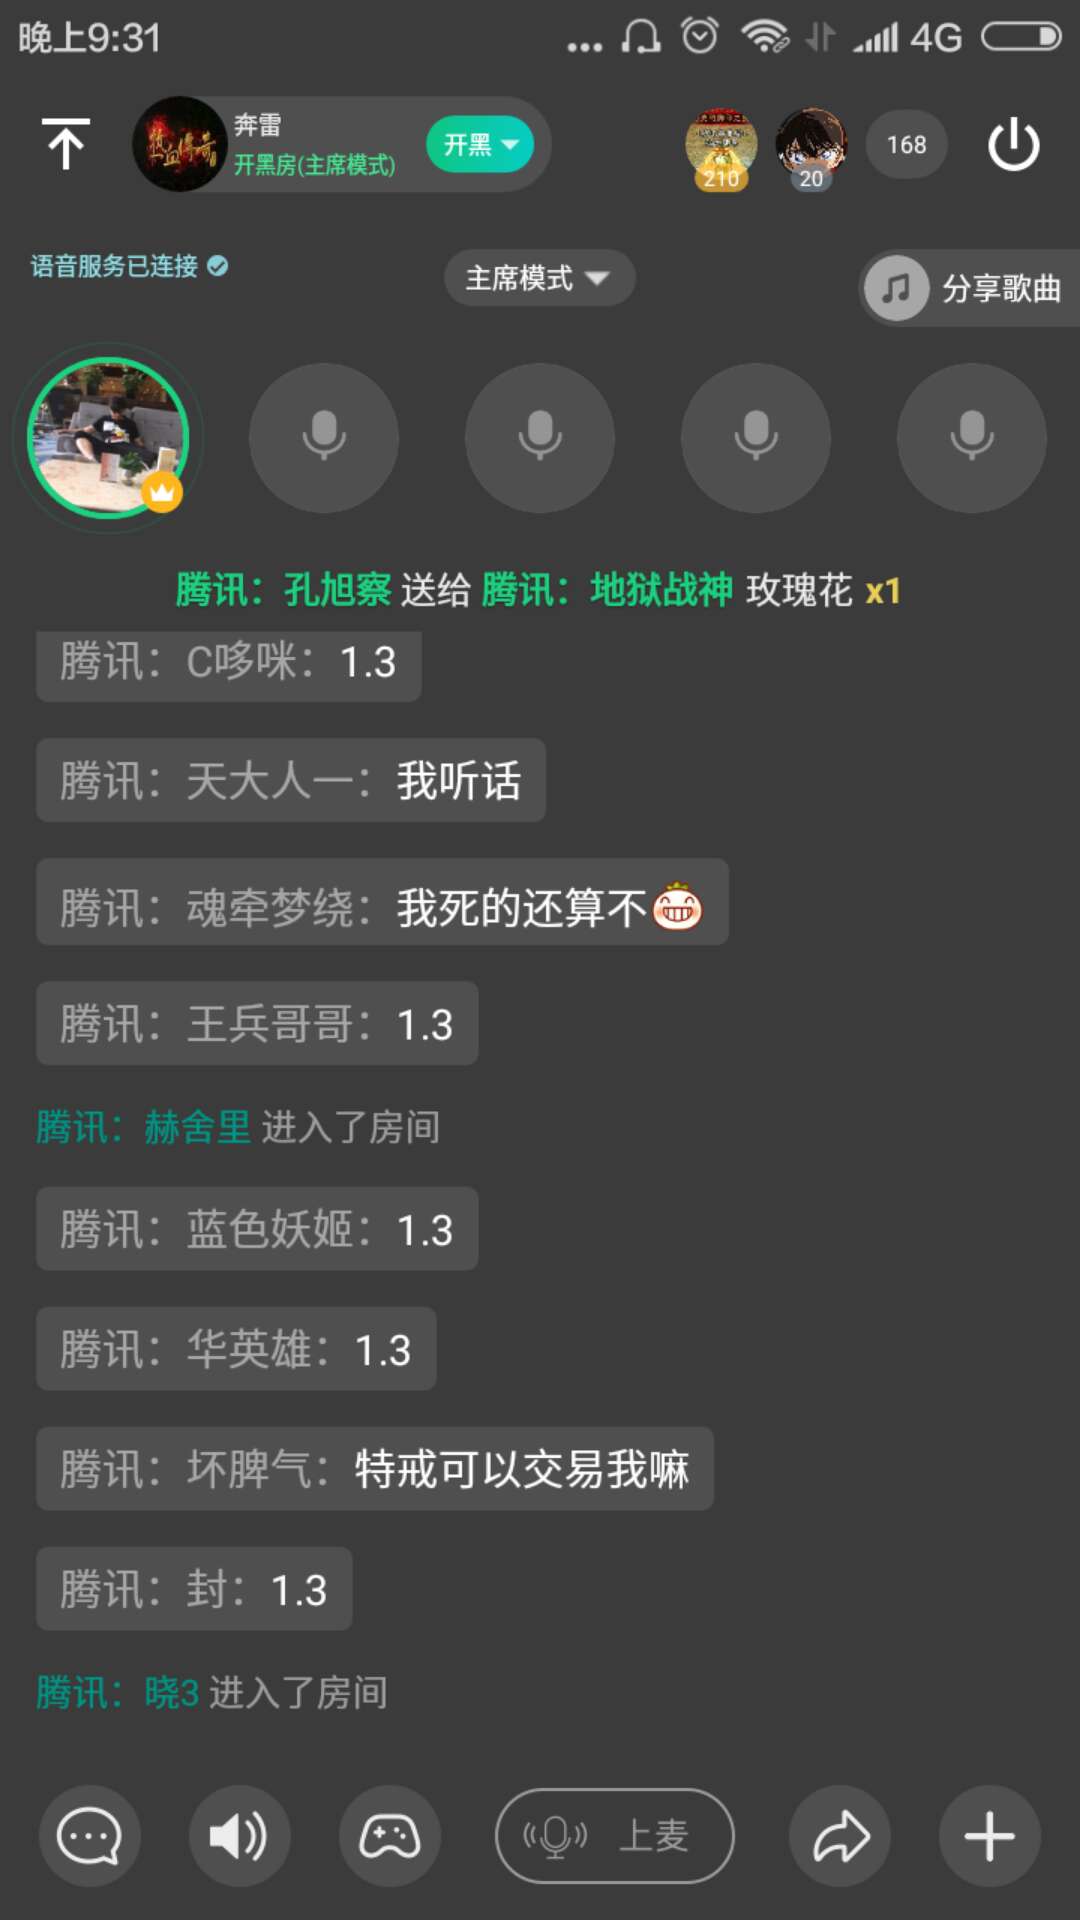 晚上9:31
4G
奔雷
开黑房(主席模式)
开黑
210
20
168
语音服务已连接
主席模式
分享歌曲
腾讯：孔旭察 送给 腾讯：地狱战神 玫瑰花 x1
腾讯：C哆咪：1.3
腾讯：天大人一：我听话
腾讯：魂牵梦绕：我死的还算不
腾讯：王兵哥哥：1.3
腾讯：赫舍里 进入了房间
腾讯：蓝色妖姬：1.3
腾讯：华英雄：1.3
腾讯：坏脾气：特戒可以交易我嘛
腾讯：封：1.3
腾讯：晓3 进入了房间
上麦